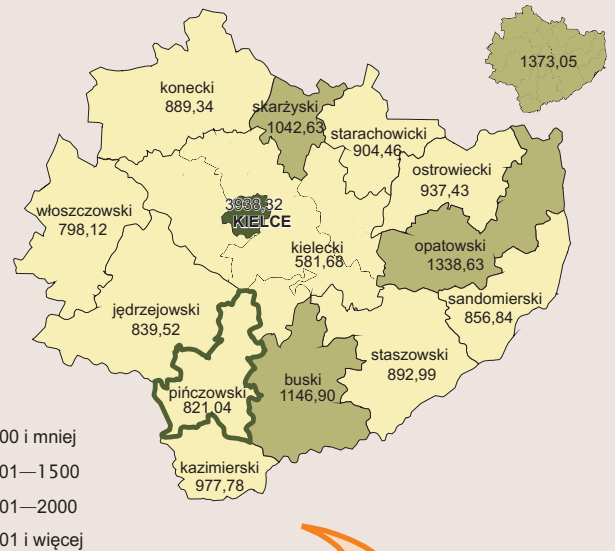 1373,05
konecki
889,34
skarżyski
1042,63
starachowicki
904,46
ostrowiecki
937,43
włoszczowski
798,12
3938,32
KIELCE
kielecki
581,68
opatowski
1338,63
sandomierski
856,84
jędrzejowski
839,52
staszowski
892,99
pińczowski
821,04
buski
1146,90
kazimierski
977,78
00 i mniej
01—1500
01—2000
01 i więcej